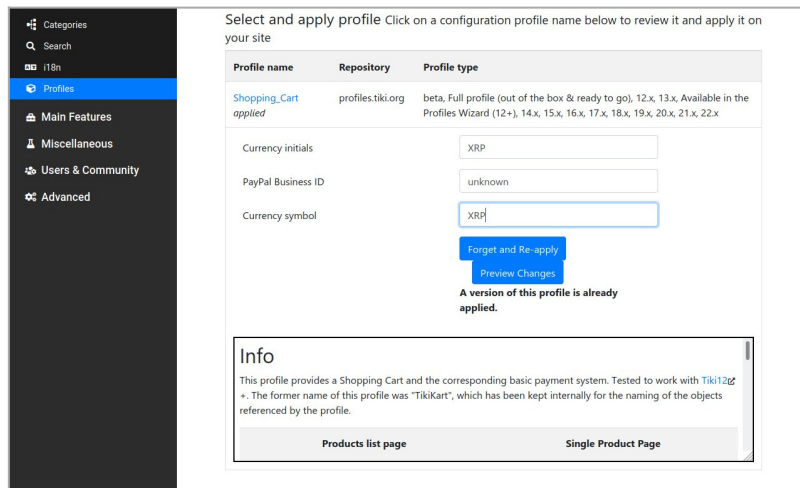 Categories
Search
i18n
Profiles
Main Features
Miscellaneous
Users & Community
Advanced
Select and apply profile Click on a configuration profile name below to review it and apply it on
your site
Profile name Repository Profile type
Shopping_Cart profiles.tiki.org beta, Full profile (out of the box & ready to go), 12.x, 13.x, Available in the
applied Profiles Wizard (12+), 14.x, 15.x, 16.x, 17.x, 18.x, 19.x, 20.x, 21.x, 22.x
Currency initials XRP
PayPal Business ID unknown
Currency symbol XRP
Forget and Re-apply
Preview Changes
A version of this profile is already
applied.
Info
This profile provides a Shopping Cart and the corresponding basic payment system. Tested to work with Tiki12
+. The former name of this profile was "TikiKart", which has been kept internally for the naming of the objects
referenced by the profile.
Products list page Single Product Page